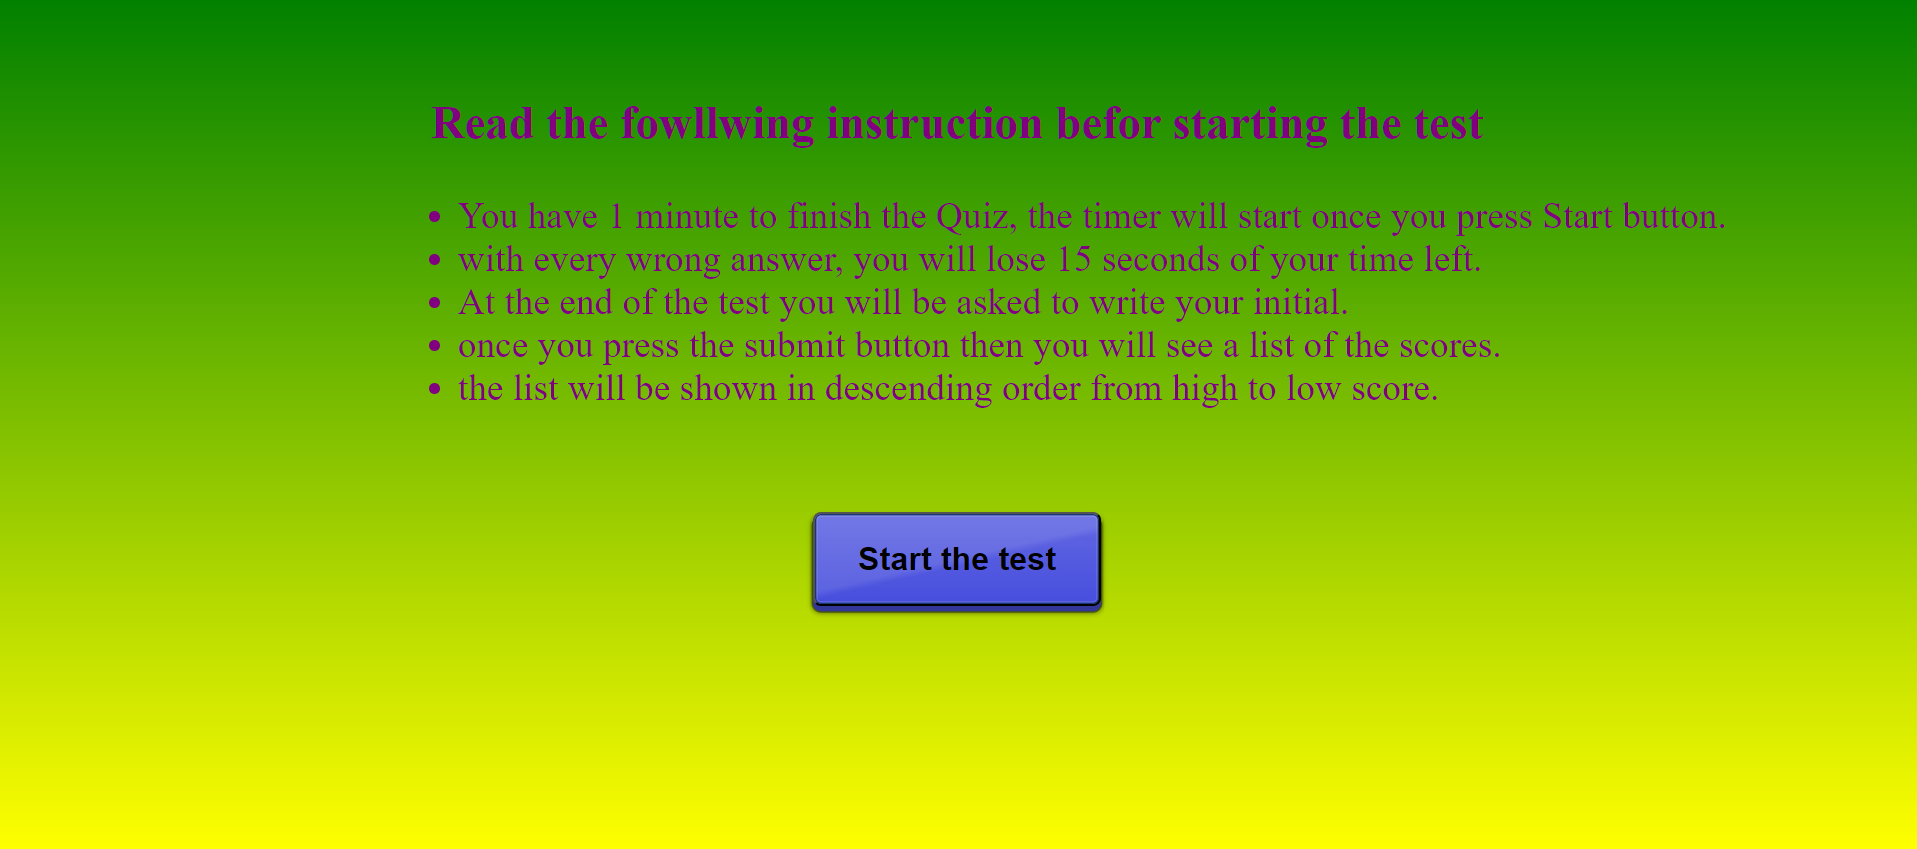 Read the fowllwing instruction befor starting the test
• You have 1 minute to finish the Quiz, the timer will start once you press Start button.
• with every wrong answer, you will lose 15 seconds of your time left.
• At the end of the test you will be asked to write your initial.
• once you press the submit button then you will see a list of the scores.
• the list will be shown in descending order from high to low score.
Start the test